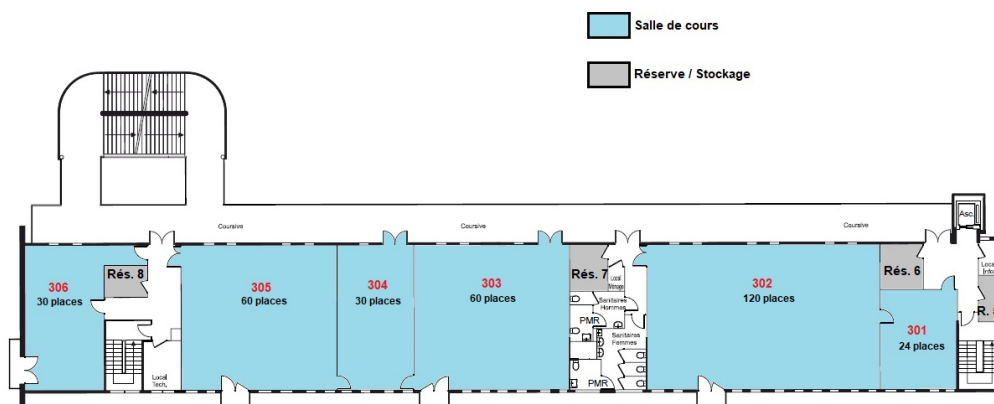 Salle de cours
Réserve / Stockage
Asc.
Coursive
Coursive
Coursive
306
30 places
Rés. 8
305
60 places
304
30 places
303
60 places
Rés. 7
Local
Ménage
Sanitaires
Hommes
PMR
Sanitaires
Femmes
PMR
302
120 places
Rés. 6
301
24 places
Local
Info
R.
Local
Tech.